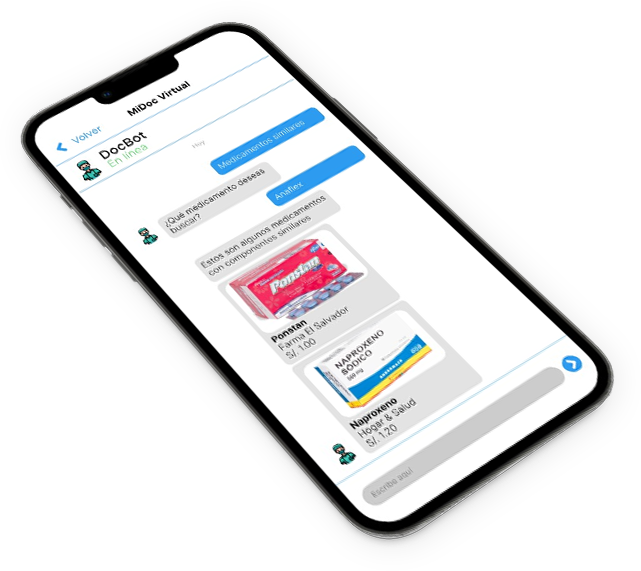 MiDoc Virtual
Volver
DocBot
En línea
Hoy
Medicamentos similares
¿Qué medicamento deseas
buscar?
Anaflex
Estos son algunos medicamentos
con componentes similares
Ponstan
Ponstan
Farma El Salvador
S/. 1.00
NAPROXENO
SÓDICO
550 mg
Naproxeno
Hogar & Salud
S/. 1.20
Escribe aquí